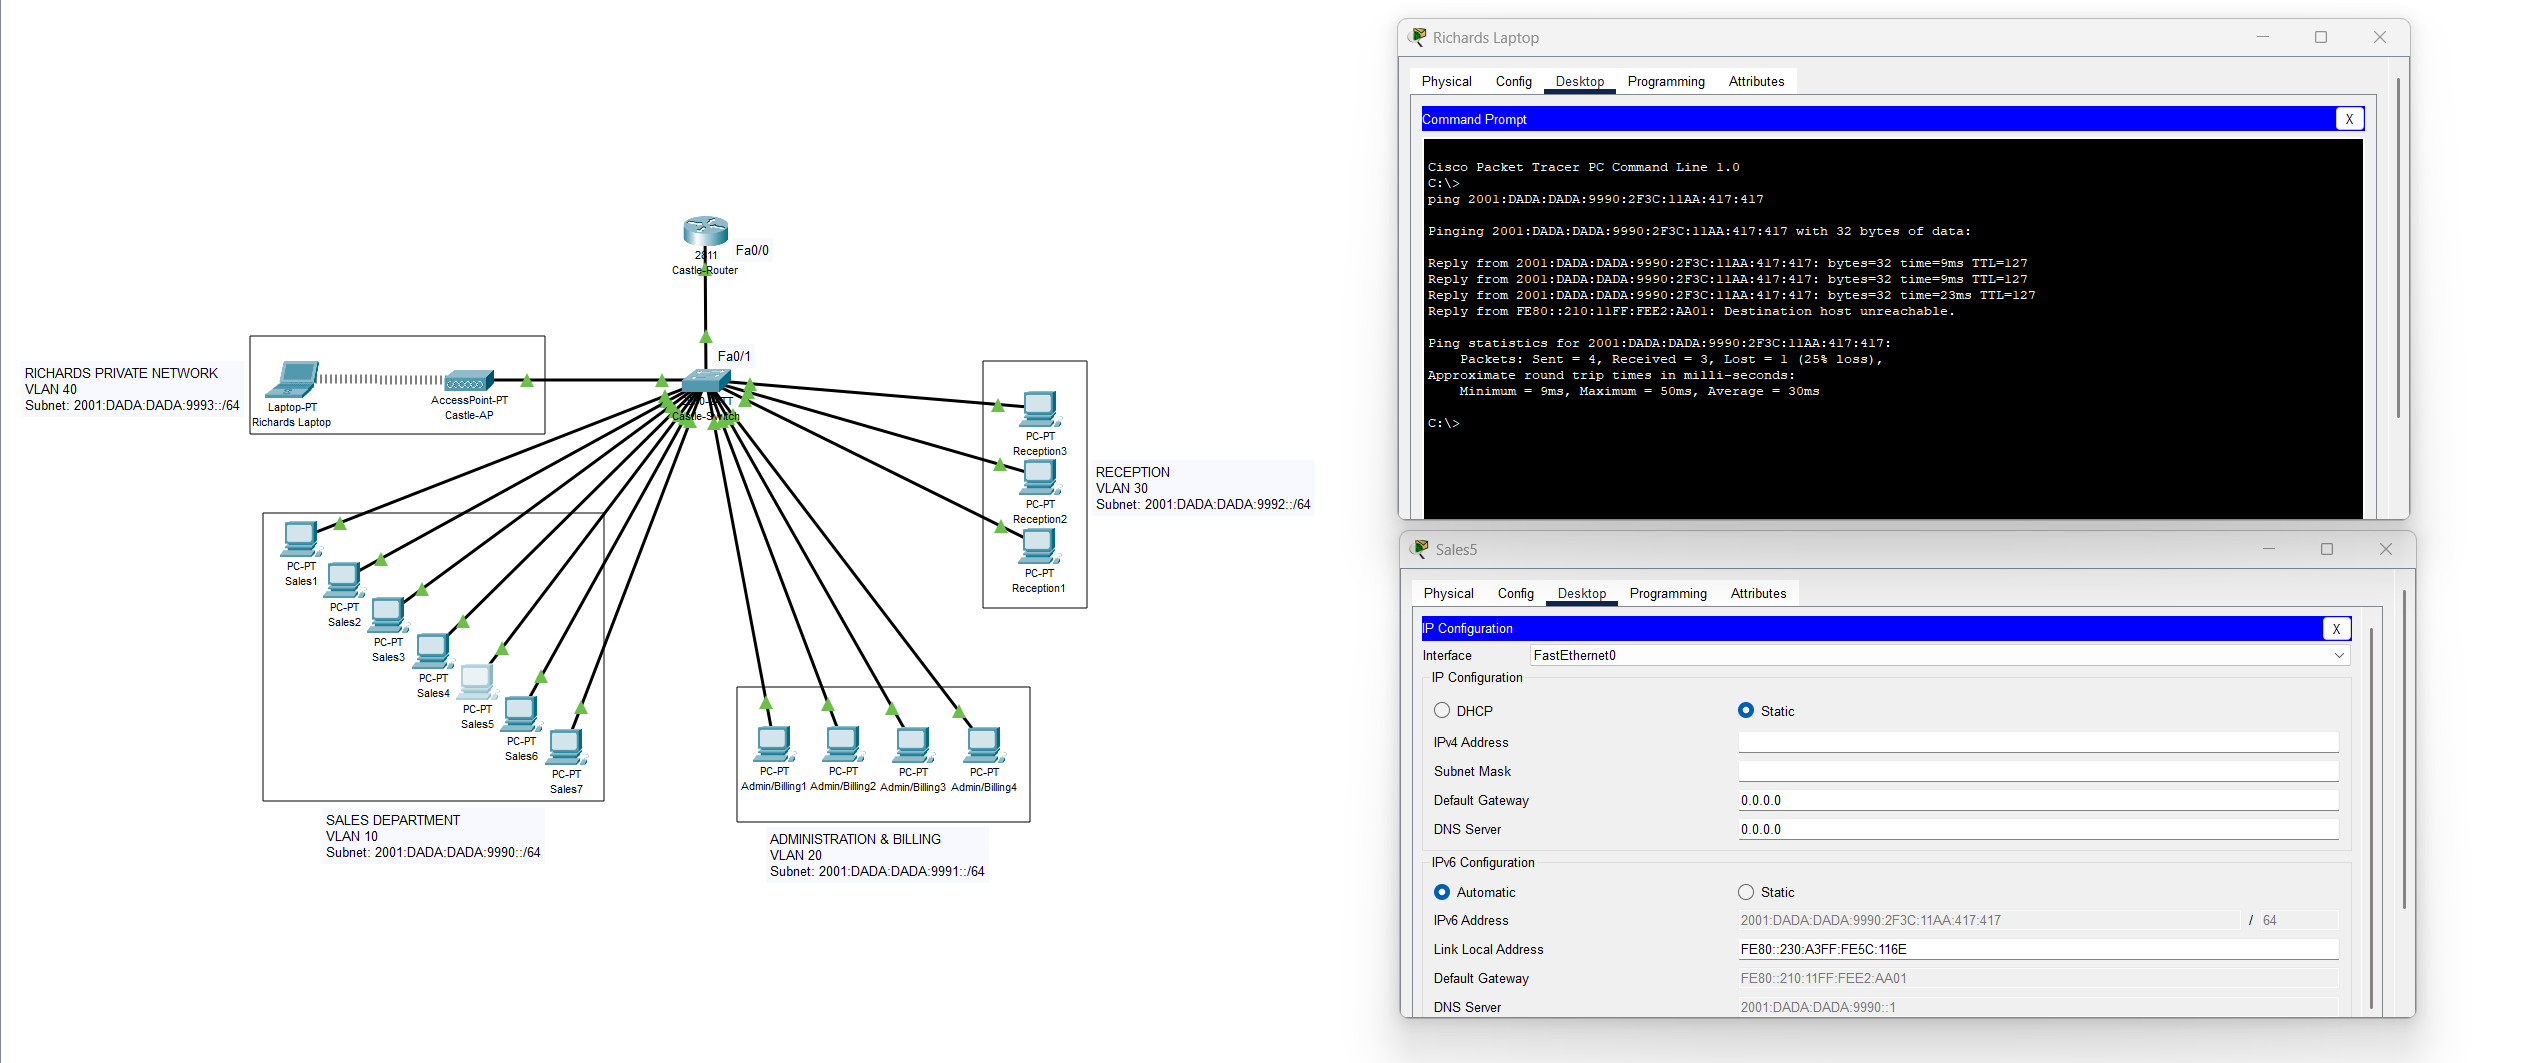 2811
Castle-Router
Fa0/0
Fa0/1
Castle-Switch
RICHARDS PRIVATE NETWORK
VLAN 40
Subnet: 2001:DADA:DADA:9993::/64
Laptop-PT
Richards Laptop
AccessPoint-PT
Castle-AP
PC-PT
Reception3
PC-PT
Reception2
PC-PT
Reception1
RECEPTION
VLAN 30
Subnet: 2001:DADA:DADA:9992::/64
PC-PT
Sales1
PC-PT
Sales2
PC-PT
Sales3
PC-PT
Sales4
PC-PT
Sales5
PC-PT
Sales6
PC-PT
Sales7
SALES DEPARTMENT
VLAN 10
Subnet: 2001:DADA:DADA:9990::/64
PC-PT
Admin/Billing1
PC-PT
Admin/Billing2
PC-PT
Admin/Billing3
PC-PT
Admin/Billing4
ADMINISTRATION & BILLING
VLAN 20
Subnet: 2001:DADA:DADA:9991::/64
Richards Laptop
Physical Config Desktop Programming Attributes
Command Prompt
X
Cisco Packet Tracer PC Command Line 1.0
C:\>
ping 2001:DADA:DADA:9990:2F3C:11AA:417:417
Pinging 2001:DADA:DADA:9990:2F3C:11AA:417:417 with 32 bytes of data:
Reply from 2001:DADA:DADA:9990:2F3C:11AA:417:417: bytes=32 time=9ms TTL=127
Reply from 2001:DADA:DADA:9990:2F3C:11AA:417:417: bytes=32 time=9ms TTL=127
Reply from 2001:DADA:DADA:9990:2F3C:11AA:417:417: bytes=32 time=23ms TTL=127
Reply from FE80::210:11FF:FEE2:AA01: Destination host unreachable.
Ping statistics for 2001:DADA:DADA:9990:2F3C:11AA:417:417:
Packets: Sent = 4, Received = 3, Lost = 1 (25% loss),
Approximate round trip times in milli-seconds:
Minimum = 9ms, Maximum = 50ms, Average = 30ms
C:\>
Sales5
Physical Config Desktop Programming Attributes
IP Configuration
X
Interface FastEthernet0
IP Configuration
DHCP Static
IPv4 Address
Subnet Mask
Default Gateway 0.0.0.0
DNS Server 0.0.0.0
IPv6 Configuration
Automatic Static
IPv6 Address 2001:DADA:DADA:9990:2F3C:11AA:417:417 / 64
Link Local Address FE80::230:A3FF:FE5C:116E
Default Gateway FE80::210:11FF:FEE2:AA01
DNS Server 2001:DADA:DADA:9990::1